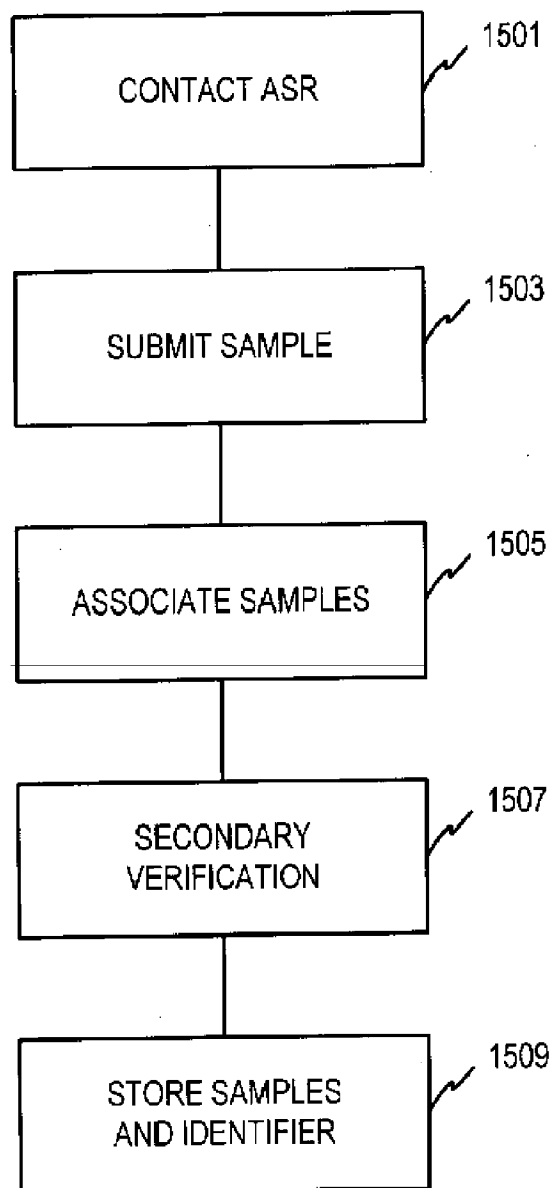 1501
CONTACT ASR
1503
SUBMIT SAMPLE
1505
ASSOCIATE SAMPLES
1507
SECONDARY
VERIFICATION
1509
STORE SAMPLES
AND IDENTIFIER